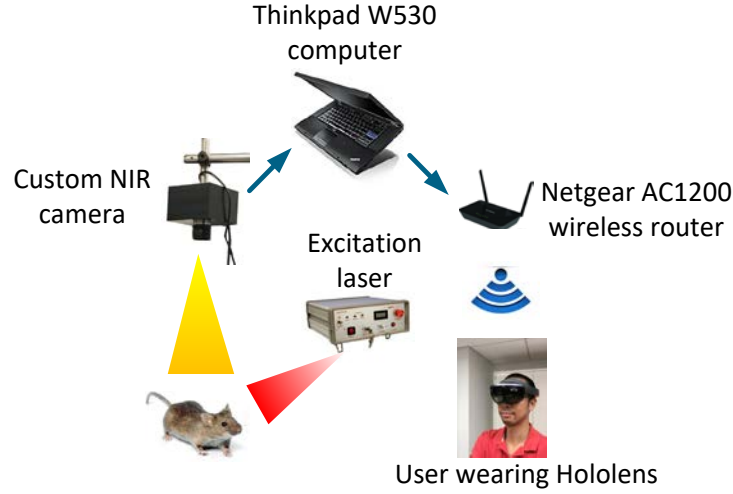 Thinkpad W530
computer
Custom NIR
camera
Netgear AC1200
wireless router
Excitation
laser
User wearing Hololens